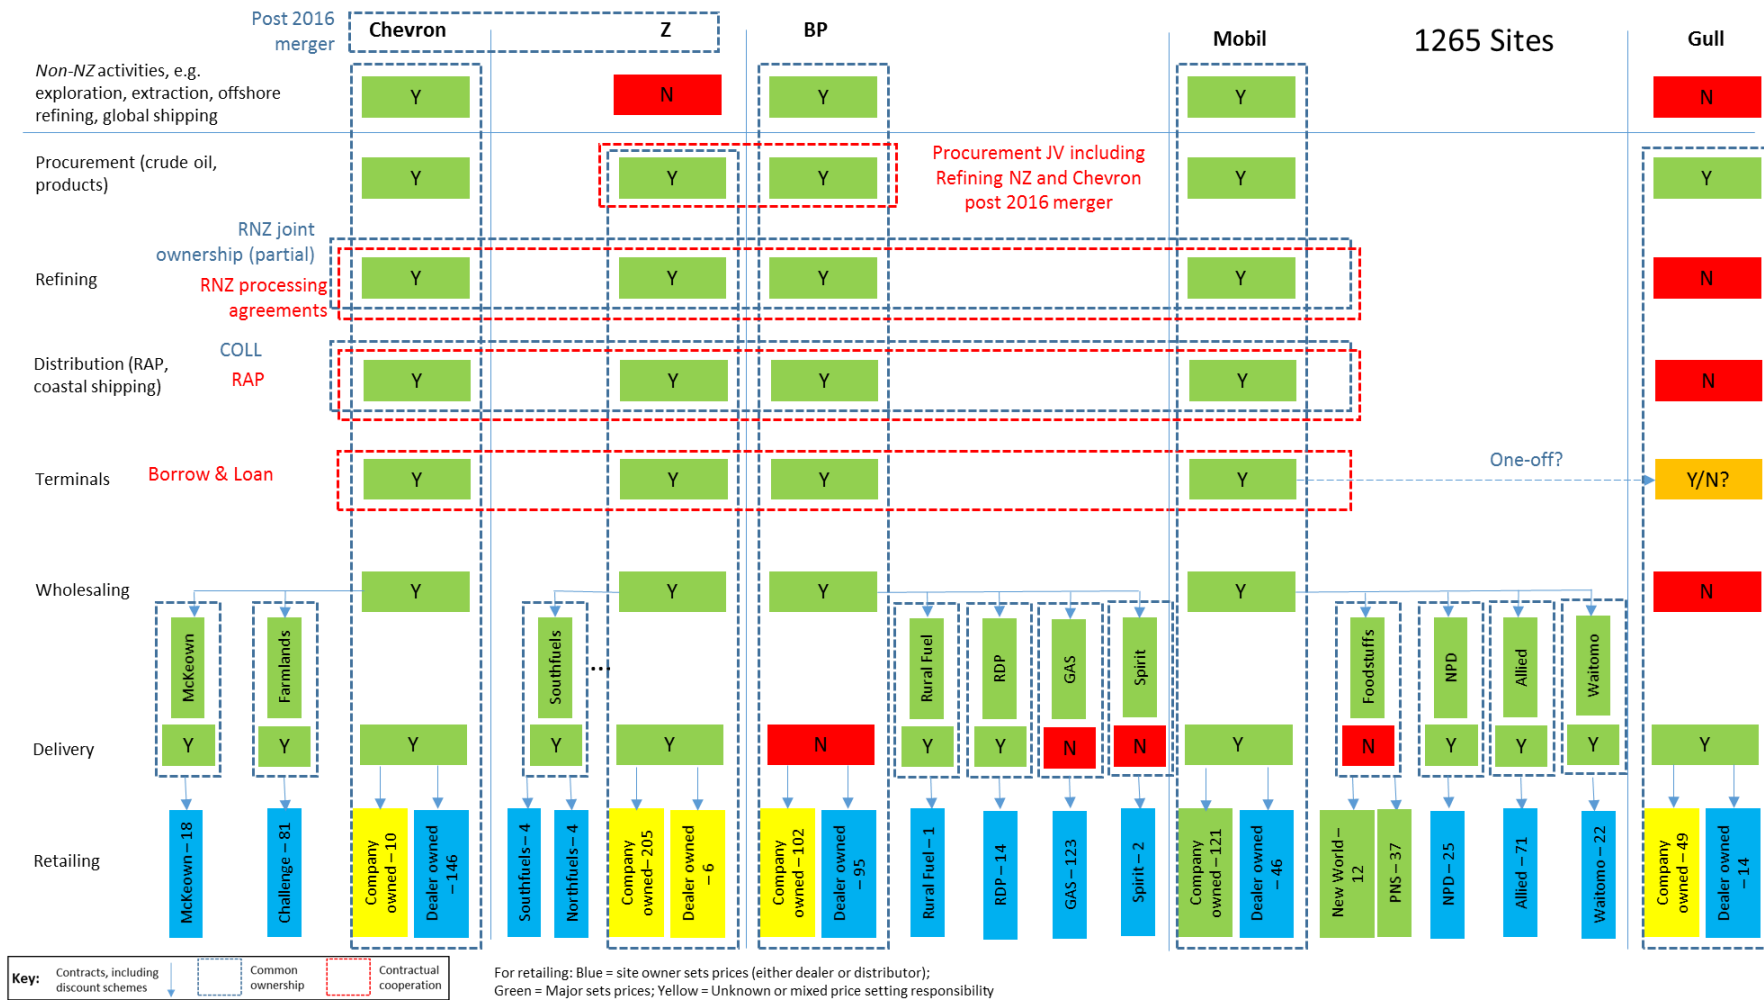 Post 2016
merger
Chevron
Z
BP
Mobil
1265 Sites
Gull
Non-NZ activities, e.g.
exploration, extraction, offshore
refining, global shipping
Y
N
Y
Y
N
Procurement (crude oil,
products)
Y
Y
Y
Procurement JV including
Refining NZ and Chevron
post 2016 merger
Y
Y
RNZ joint
ownership (partial)
Refining
RNZ processing
agreements
Y
Y
Y
Y
N
Distribution (RAP,
coastal shipping)
COLL
RAP
Y
Y
Y
Y
N
Terminals
Borrow & Loan
Y
Y
Y
Y
One-off?
Y/N?
Wholesaling
Y
Y
Y
Y
N
McKeown
Farmlands
Southfuels
...
Rural Fuel
RDP
GAS
Spirit
Foodstuffs
NPD
Allied
Waitomo
Delivery
Y
Y
Y
Y
Y
N
Y
Y
N
N
Y
N
Y
Y
Y
Y
Retailing
McKeown – 18
Challenge – 81
Company
owned – 10
Dealer owned
– 146
Southfuels – 4
Northfuels – 4
Company
owned– 205
Dealer owned
– 6
Company
owned – 102
Dealer owned
– 95
Rural Fuel – 1
RDP – 14
GAS – 123
Spirit – 2
Company
owned – 121
Dealer owned
– 46
New World –
12
PNS – 37
NPD – 25
Allied – 71
Waitomo – 22
Company
owned – 49
Dealer owned
– 14
Key:
Contracts, including
discount schemes
Common
ownership
Contractual
cooperation
For retailing: Blue = site owner sets prices (either dealer or distributor);
Green = Major sets prices; Yellow = Unknown or mixed price setting responsibility